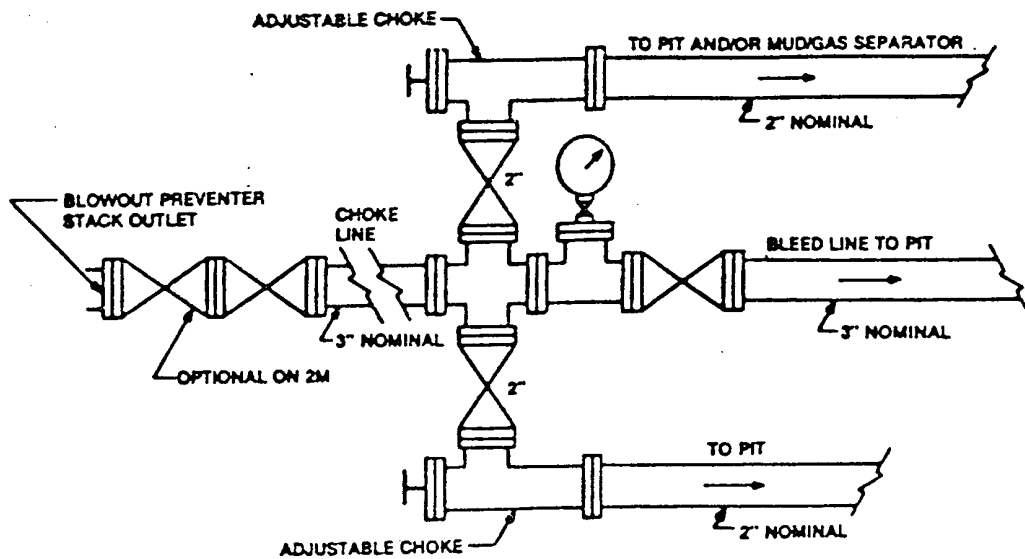 ADJUSTABLE CHOKE
TO PIT AND/OR MUD/GAS SEPARATOR
2" NOMINAL
2"
BLOWOUT PREVENTER
STACK OUTLET
CHOKE
LINE
BLEED LINE TO PIT
3" NOMINAL
3" NOMINAL
OPTIONAL ON 2M
2"
TO PIT
2" NOMINAL
ADJUSTABLE CHOKE